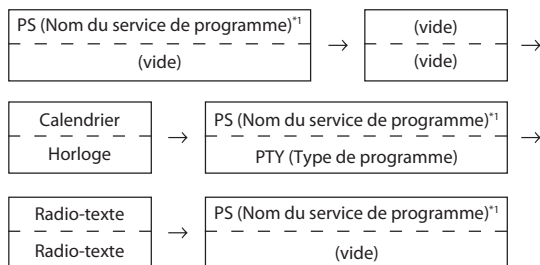 PS (Nom du service de programme)*1
(vide)
→
(vide)
(vide)
→
Calendrier
Horloge
→
PS (Nom du service de programme)*1
PTY (Type de programme)
→
Radio-texte
Radio-texte
→
PS (Nom du service de programme)*1
(vide)